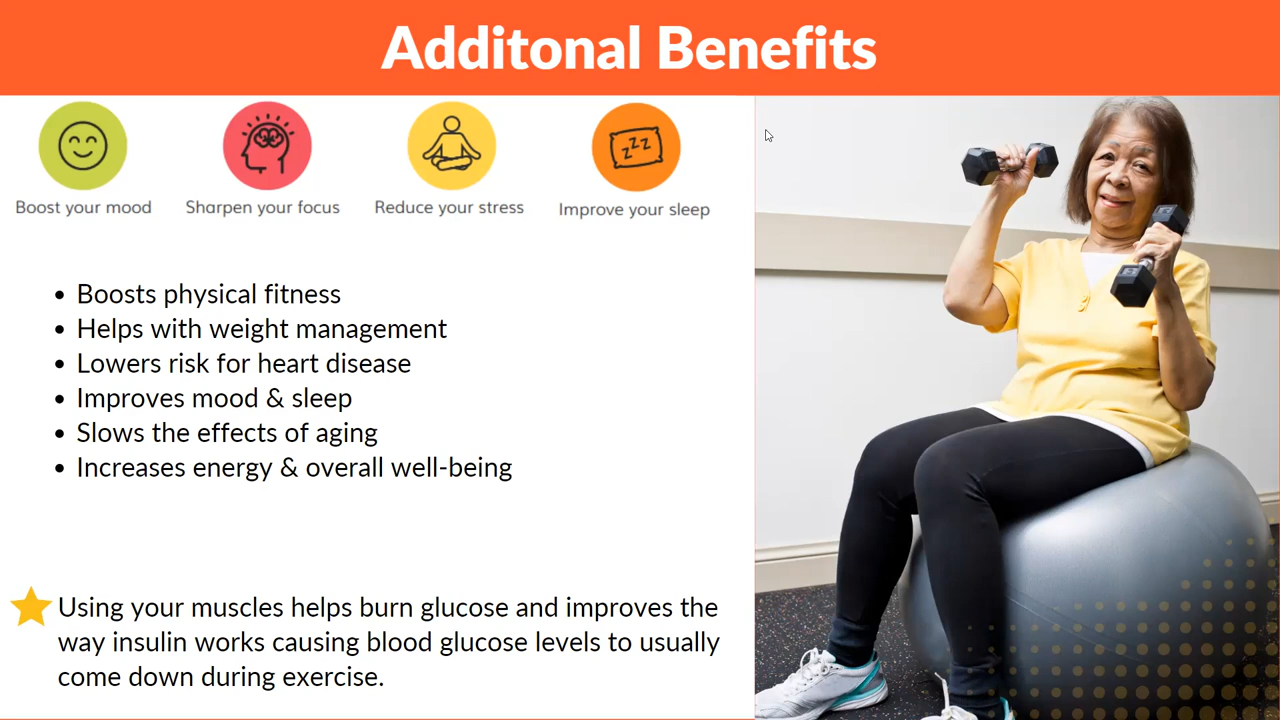 Additonal Benefits
Boost your mood
Sharpen your focus
Reduce your stress
Improve your sleep
• Boosts physical fitness
• Helps with weight management
• Lowers risk for heart disease
• Improves mood & sleep
• Slows the effects of aging
• Increases energy & overall well-being
Using your muscles helps burn glucose and improves the
way insulin works causing blood glucose levels to usually
come down during exercise.